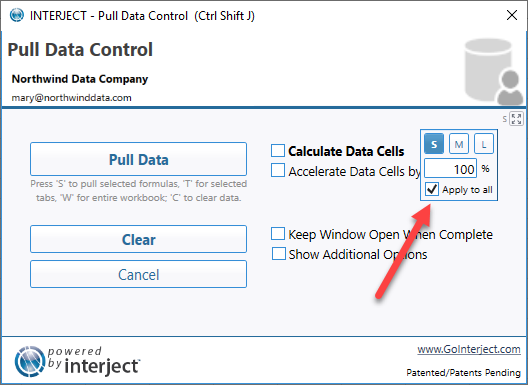 INTERJECT - Pull Data Control (Ctrl Shift J)
Pull Data Control
Northwind Data Company
mary@northwinddata.com
S
Pull Data
Press 'S' to pull selected formulas, 'T' for selected
tabs, 'W' for entire workbook; 'C' to clear data.
Clear
Cancel
Calculate Data Cells
Accelerate Data Cells by
S M L
100 %
Apply to all
Keep Window Open When Complete
Show Additional Options
powered
by interject™
www.GoInterject.com
Patented/Patents Pending